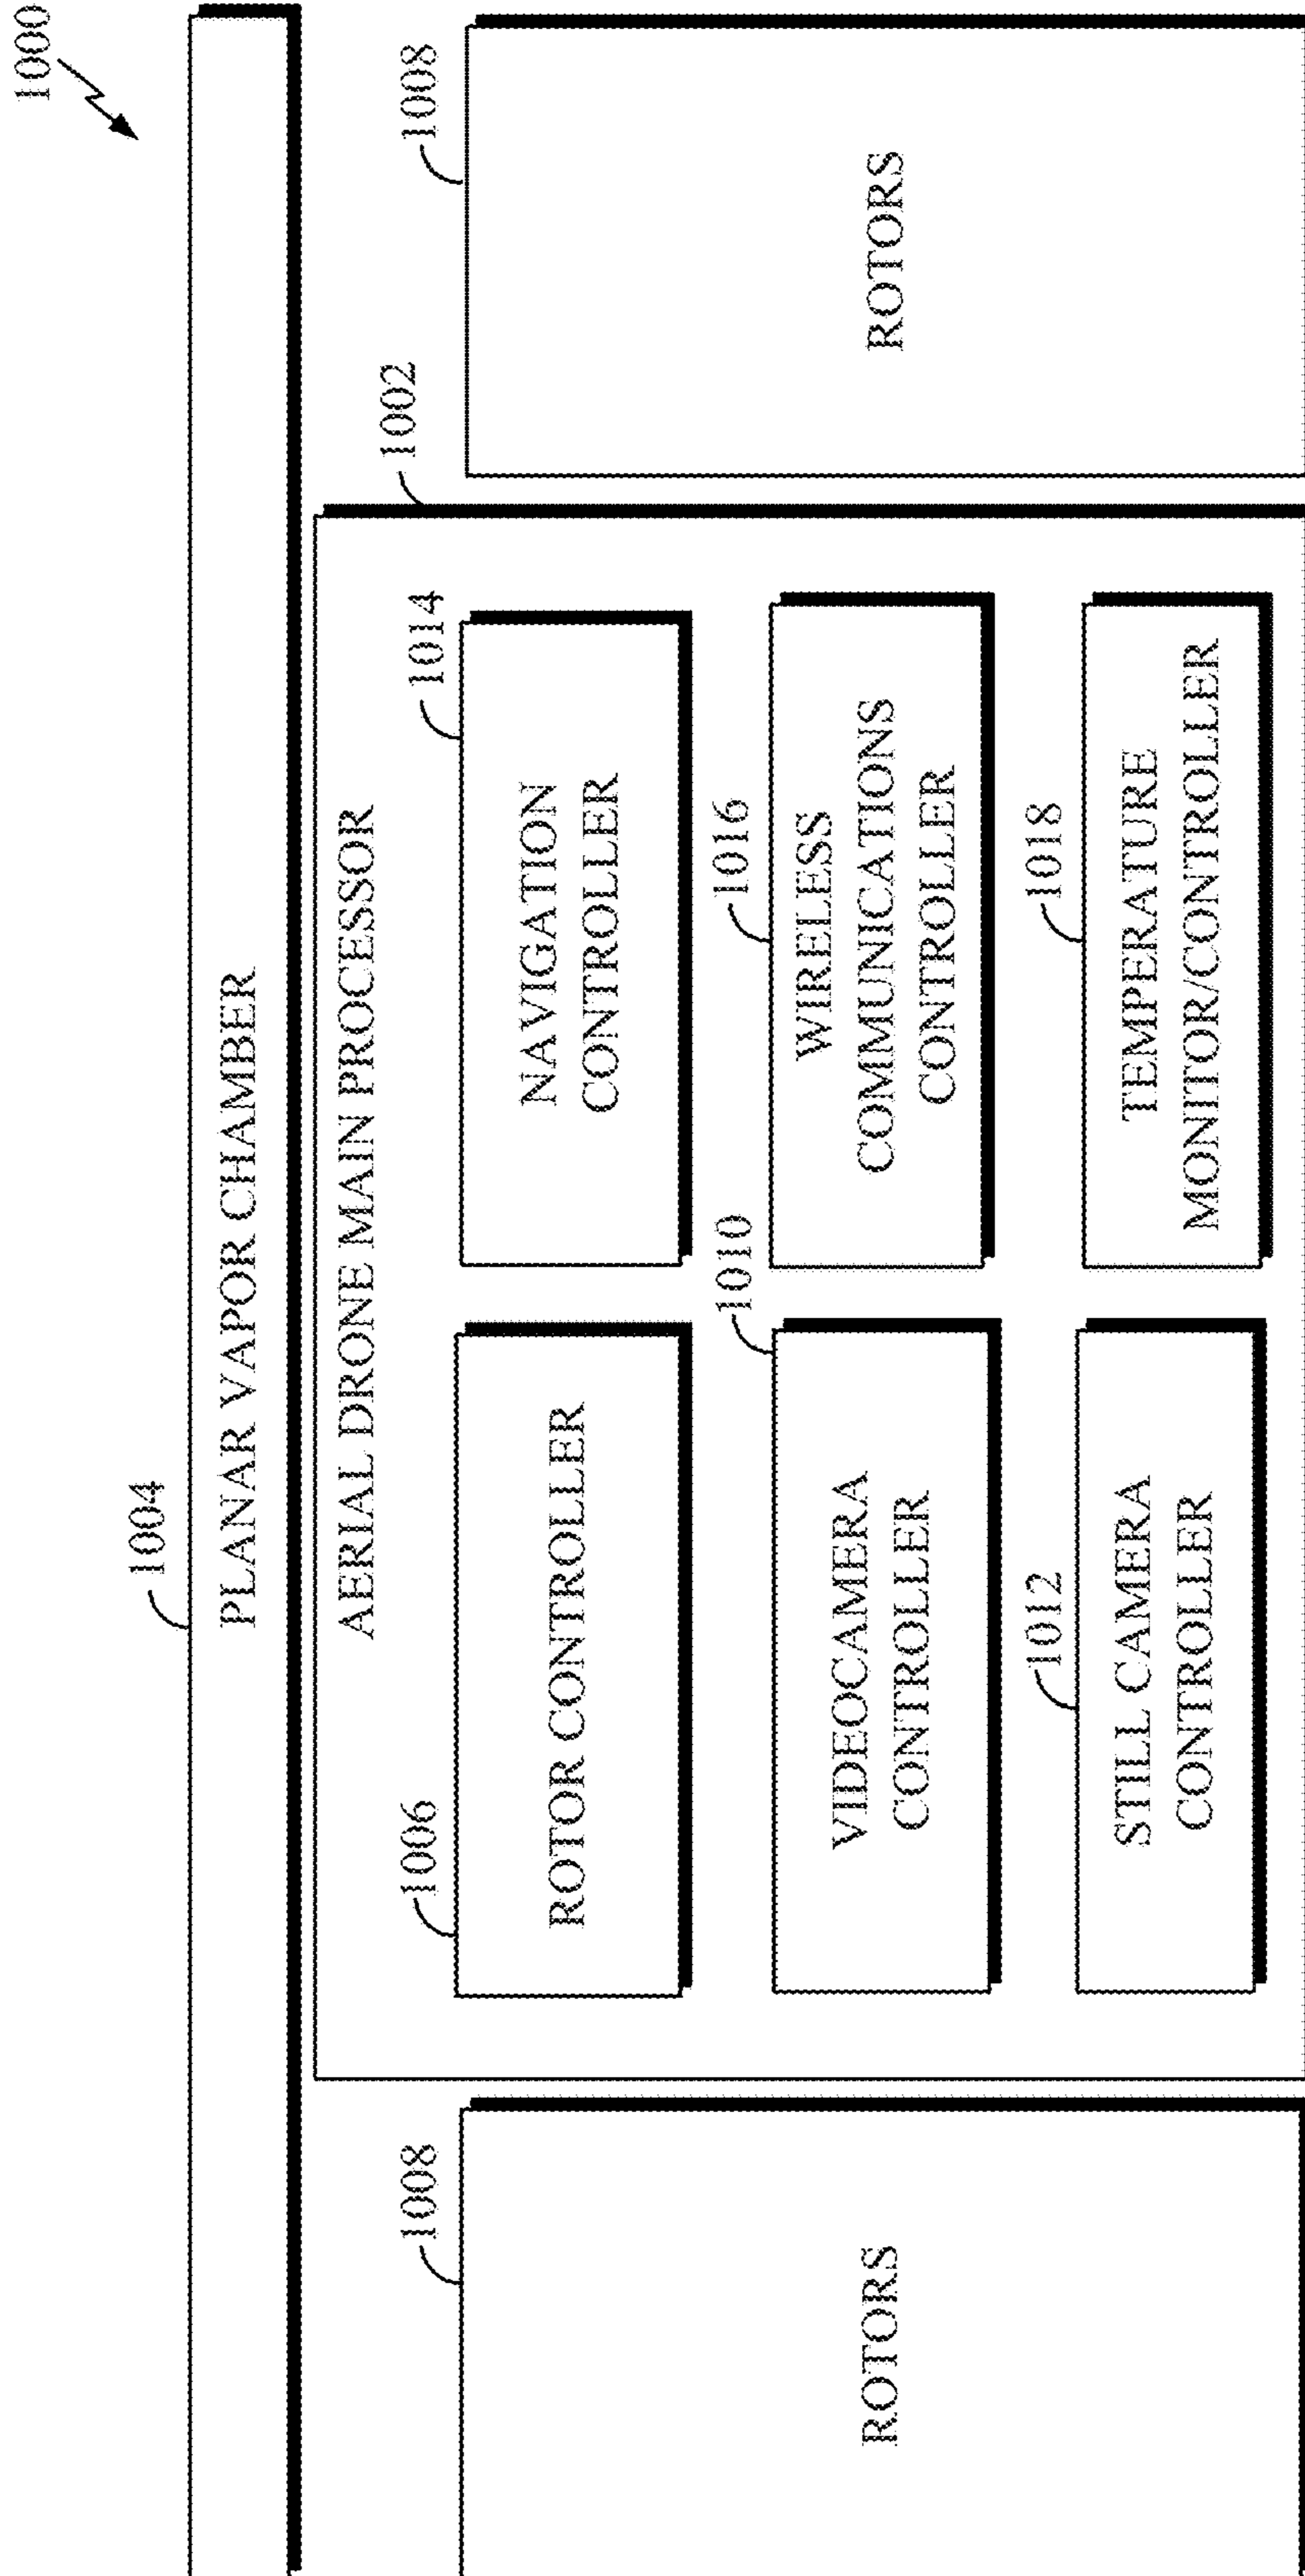 1000
1004
PLANAR VAPOR CHAMBER
1002
AERIAL DRONE MAIN PROCESSOR
1008
ROTORS
1006
ROTOR CONTROLLER
1014
NAVIGATION
CONTROLLER
1010
VIDEOCAMERA
CONTROLLER
1016
WIRELESS
COMMUNICATIONS
CONTROLLER
1012
STILL CAMERA
CONTROLLER
1018
TEMPERATURE
MONITOR/CONTROLLER
1008
ROTORS